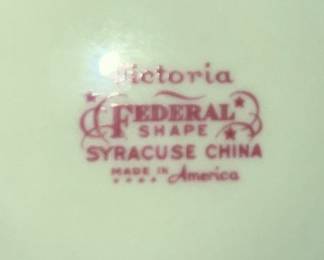 Victoria
FEDERAL
SHAPE
SYRACUSE CHINA
MADE IN America